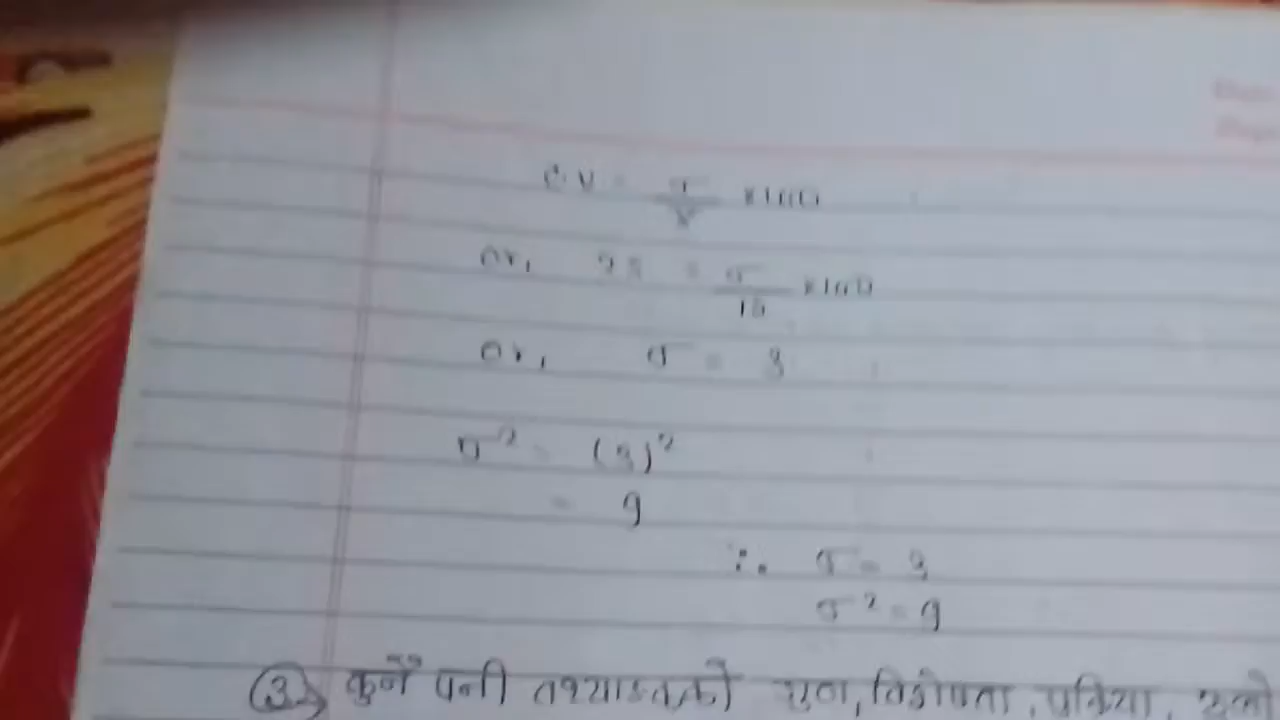 C.V = σ/x̄ ×100
or, 25 = σ/12 ×100
or, σ = 3
σ² = (3)²
= 9
∴ σ = 3
σ² = 9
③ कुनै पनी तथ्याङ्कको गुण, विशेषता, प्रक्रिया,